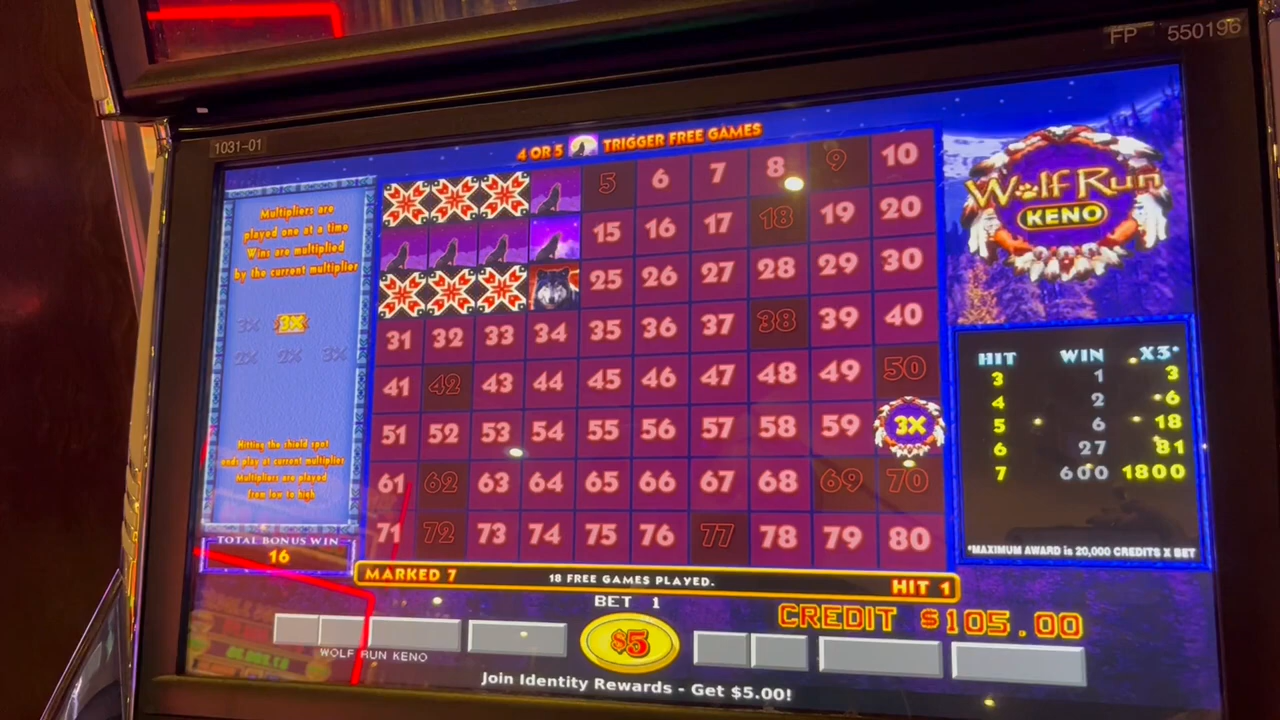 FP 550196
1031-01
4 OR 5 TRIGGER FREE GAMES
Multipliers are
played one at a time
Wins are multiplied
by the current multiplier
3X 3X
2X 2X 3X
Hitting the shield spot
ends play at current multiplier
Multipliers are played
from low to high
TOTAL BONUS WIN
16
5 6 7 8 9 10
15 16 17 18 19 20
25 26 27 28 29 30
31 32 33 34 35 36 37 38 39 40
41 42 43 44 45 46 47 48 49 50
51 52 53 54 55 56 57 58 59 3X
61 62 63 64 65 66 67 68 69 70
71 72 73 74 75 76 77 78 79 80
Wolf Run
KENO
HIT WIN X3*
3 1 3
4 2 6
5 6 18
6 27 81
7 600 1800
*MAXIMUM AWARD is 20,000 CREDITS X BET
MARKED 7 18 FREE GAMES PLAYED. HIT 1
BET 1
CREDIT $105.00
$5
WOLF RUN KENO
Join Identity Rewards - Get $5.00!